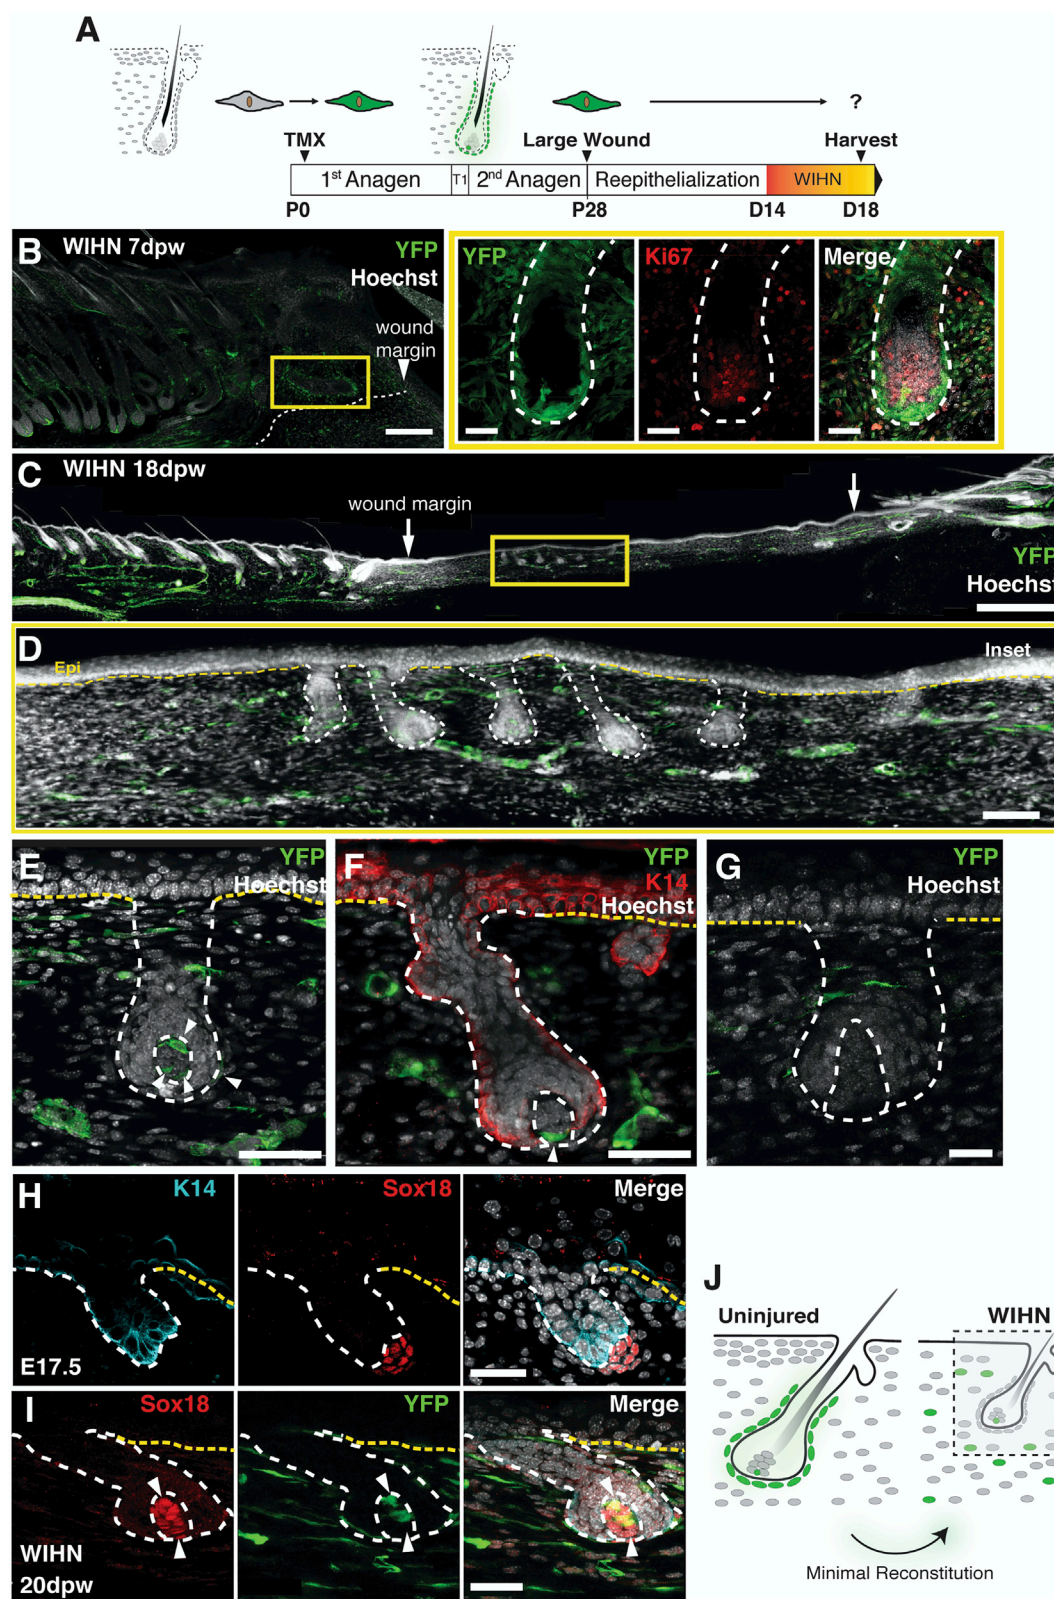 A
?
TMX
Large Wound
Harvest
1st Anagen
T1
2nd Anagen
Reepithelialization
WIHN
P0
P28
D14
D18
B
WIHN 7dpw
YFP
Hoechst
wound
margin
YFP
Ki67
Merge
C
WIHN 18dpw
wound margin
YFP
Hoechst
D
Epi
Inset
E
YFP
Hoechst
F
YFP
K14
Hoechst
G
YFP
Hoechst
H
K14
Sox18
Merge
E17.5
I
Sox18
YFP
Merge
WIHN
20dpw
J
Uninjured
WIHN
Minimal Reconstitution